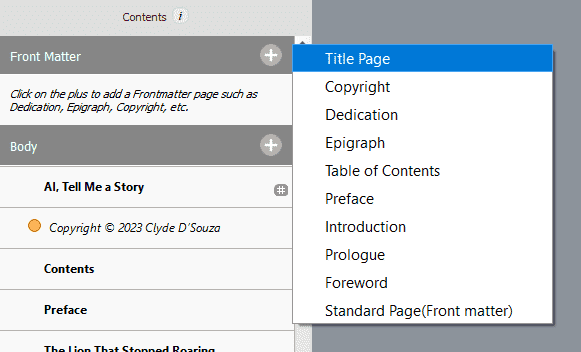 Contents i
Front Matter
Click on the plus to add a Frontmatter page such as
Dedication, Epigraph, Copyright, etc.
Body
AI, Tell Me a Story
#
Copyright © 2023 Clyde D'Souza
Contents
Preface
The Lion That Stopped Roaring
Title Page
Copyright
Dedication
Epigraph
Table of Contents
Preface
Introduction
Prologue
Foreword
Standard Page(Front matter)